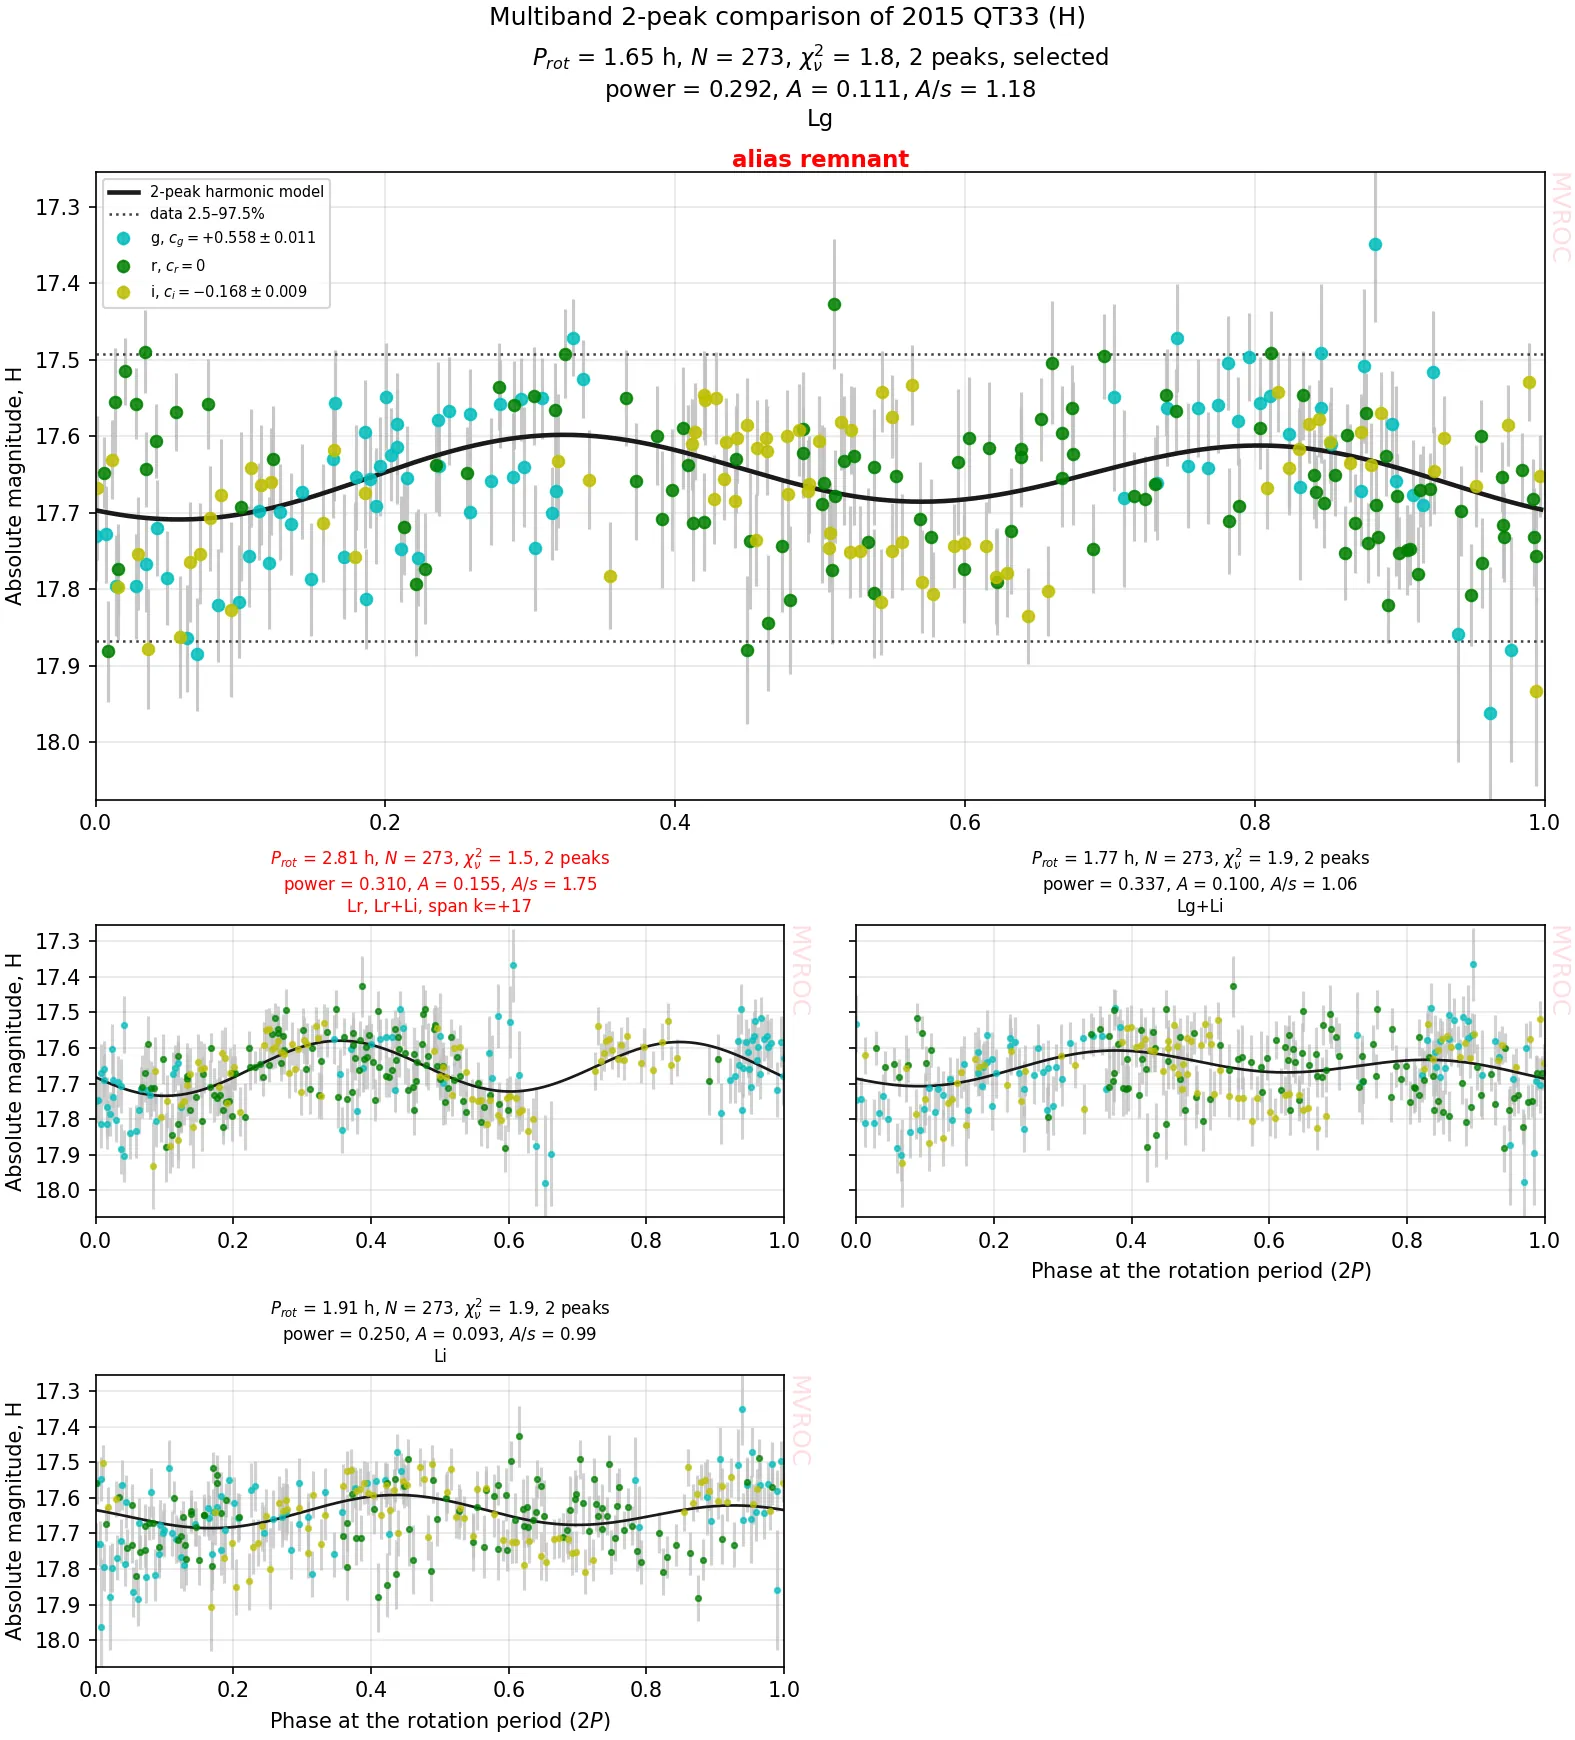 Multiband 2-peak comparison of 2015 QT33 (H)
P_rot = 1.65 h, N = 273, χ²_ν = 1.8, 2 peaks, selected
power = 0.292, A = 0.111, A/s = 1.18
Lg
alias remnant
2-peak harmonic model
data 2.5–97.5%
g, c_g = +0.558 ± 0.011
r, c_r = 0
i, c_i = −0.168 ± 0.009
MVROC
Absolute magnitude, H
17.3
17.4
17.5
17.6
17.7
17.8
17.9
18.0
0.0 0.2 0.4 0.6 0.8 1.0
P_rot = 2.81 h, N = 273, χ²_ν = 1.5, 2 peaks
power = 0.310, A = 0.155, A/s = 1.75
Lr, Lr+Li, span k=+17
MVROC
Absolute magnitude, H
17.3
17.4
17.5
17.6
17.7
17.8
17.9
18.0
0.0 0.2 0.4 0.6 0.8 1.0
P_rot = 1.77 h, N = 273, χ²_ν = 1.9, 2 peaks
power = 0.337, A = 0.100, A/s = 1.06
Lg+Li
MVROC
0.0 0.2 0.4 0.6 0.8 1.0
Phase at the rotation period (2P)
P_rot = 1.91 h, N = 273, χ²_ν = 1.9, 2 peaks
power = 0.250, A = 0.093, A/s = 0.99
Li
MVROC
Absolute magnitude, H
17.3
17.4
17.5
17.6
17.7
17.8
17.9
18.0
0.0 0.2 0.4 0.6 0.8 1.0
Phase at the rotation period (2P)